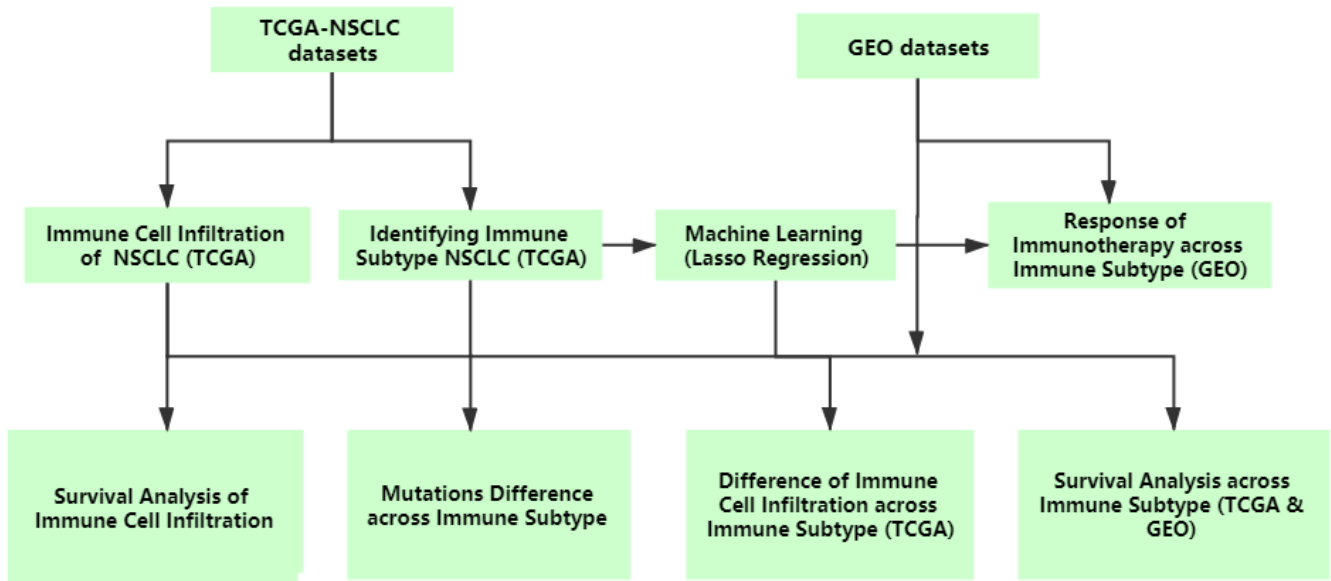 TCGA-NSCLC
datasets
GEO datasets
Immune Cell Infiltration
of NSCLC (TCGA)
Identifying Immune
Subtype NSCLC (TCGA)
Machine Learning
(Lasso Regression)
Response of
Immunotherapy across
Immune Subtype (GEO)
Survival Analysis of
Immune Cell Infiltration
Mutations Difference
across Immune Subtype
Difference of Immune
Cell Infiltration across
Immune Subtype (TCGA)
Survival Analysis across
Immune Subtype (TCGA &
GEO)